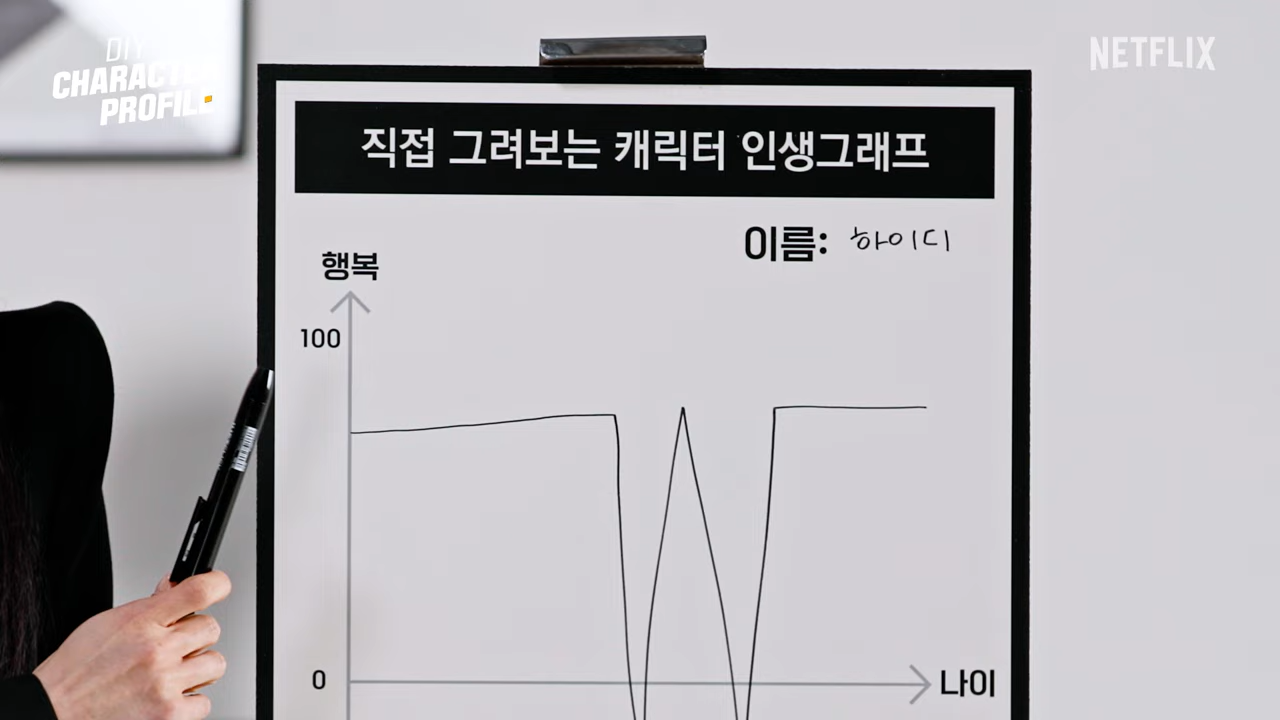 DIY
CHARACTER
PROFILE
NETFLIX
직접 그려보는 캐릭터 인생그래프
이름: 하이디
행복
100
0
나이